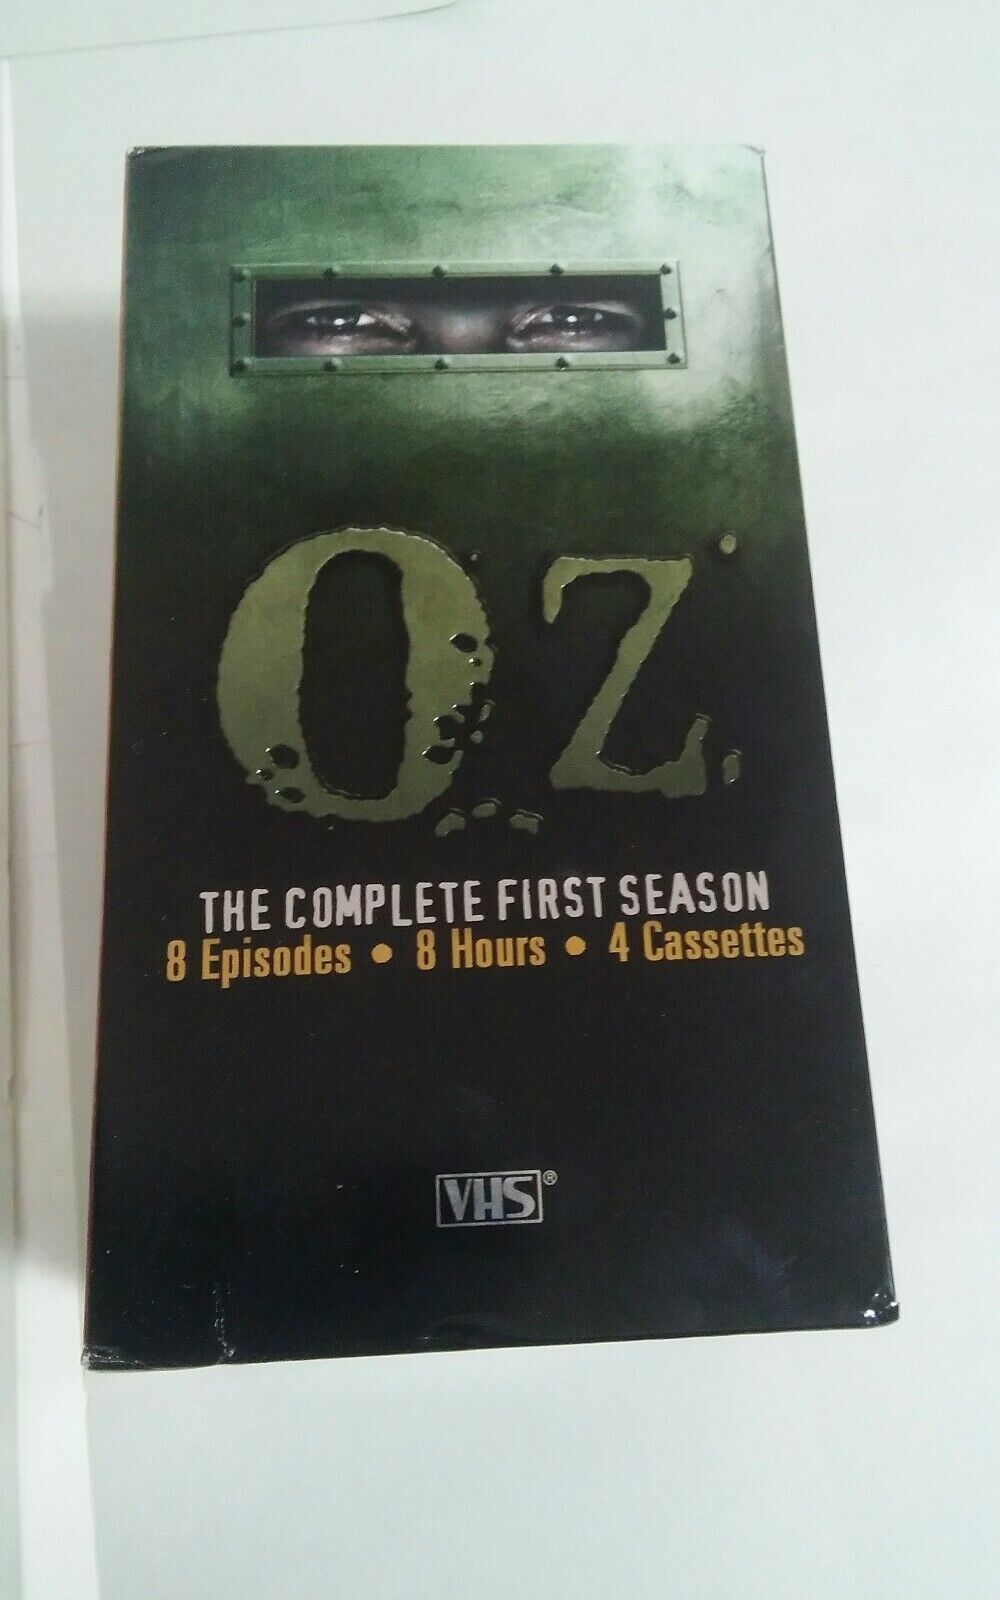 OZ
THE COMPLETE FIRST SEASON
8 Episodes • 8 Hours • 4 Cassettes
VHS®